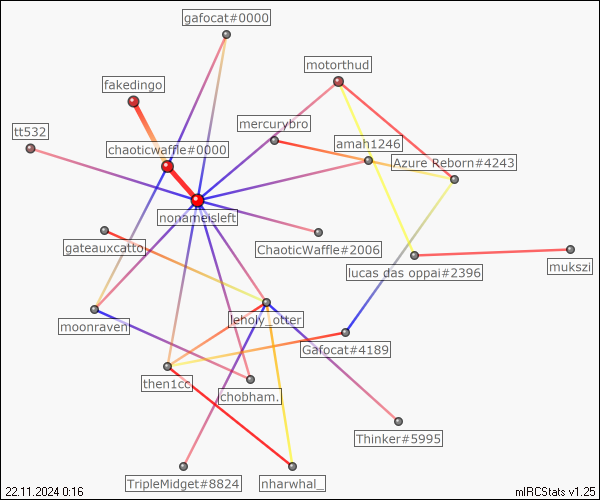 gafocat#0000
motorthud
fakedingo
mercurybro
tt532
amah1246
chaoticwaffle#0000
Azure Reborn#4243
nonameisleft
gateauxcatto
ChaoticWaffle#2006
mukszi
lucas das oppai#2396
leholy_otter
moonraven
Gafocat#4189
then1cc
chobham.
Thinker#5995
TripleMidget#8824
nharwhal_
22.11.2024 0:16
mIRCStats v1.25